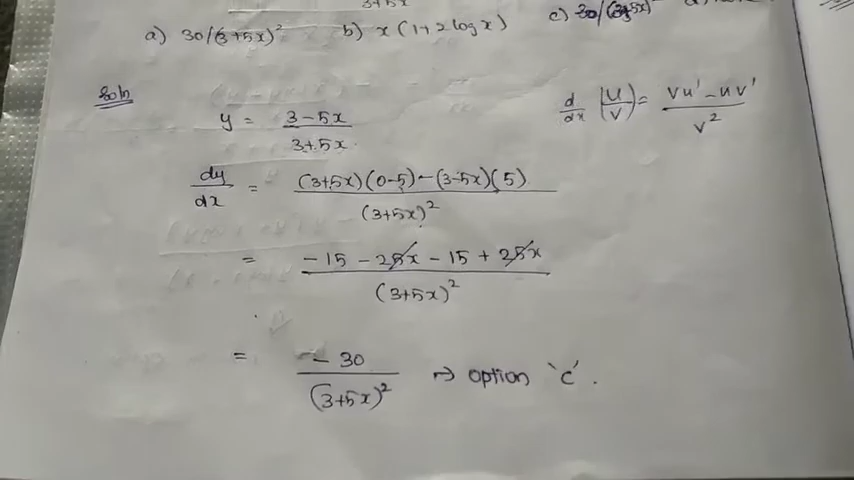 3+5x
a) 30/(3+5x)² b) x(1+2logx) c)
Soln
y = 3-5x / 3+5x
d/dx (u/v) = vu' - uv' / v²
dy/dx = (3+5x)(0-5) - (3-5x)(5) / (3+5x)²
= -15 - 25x - 15 + 25x / (3+5x)²
= -30 / (3+5x)² → option 'c'.